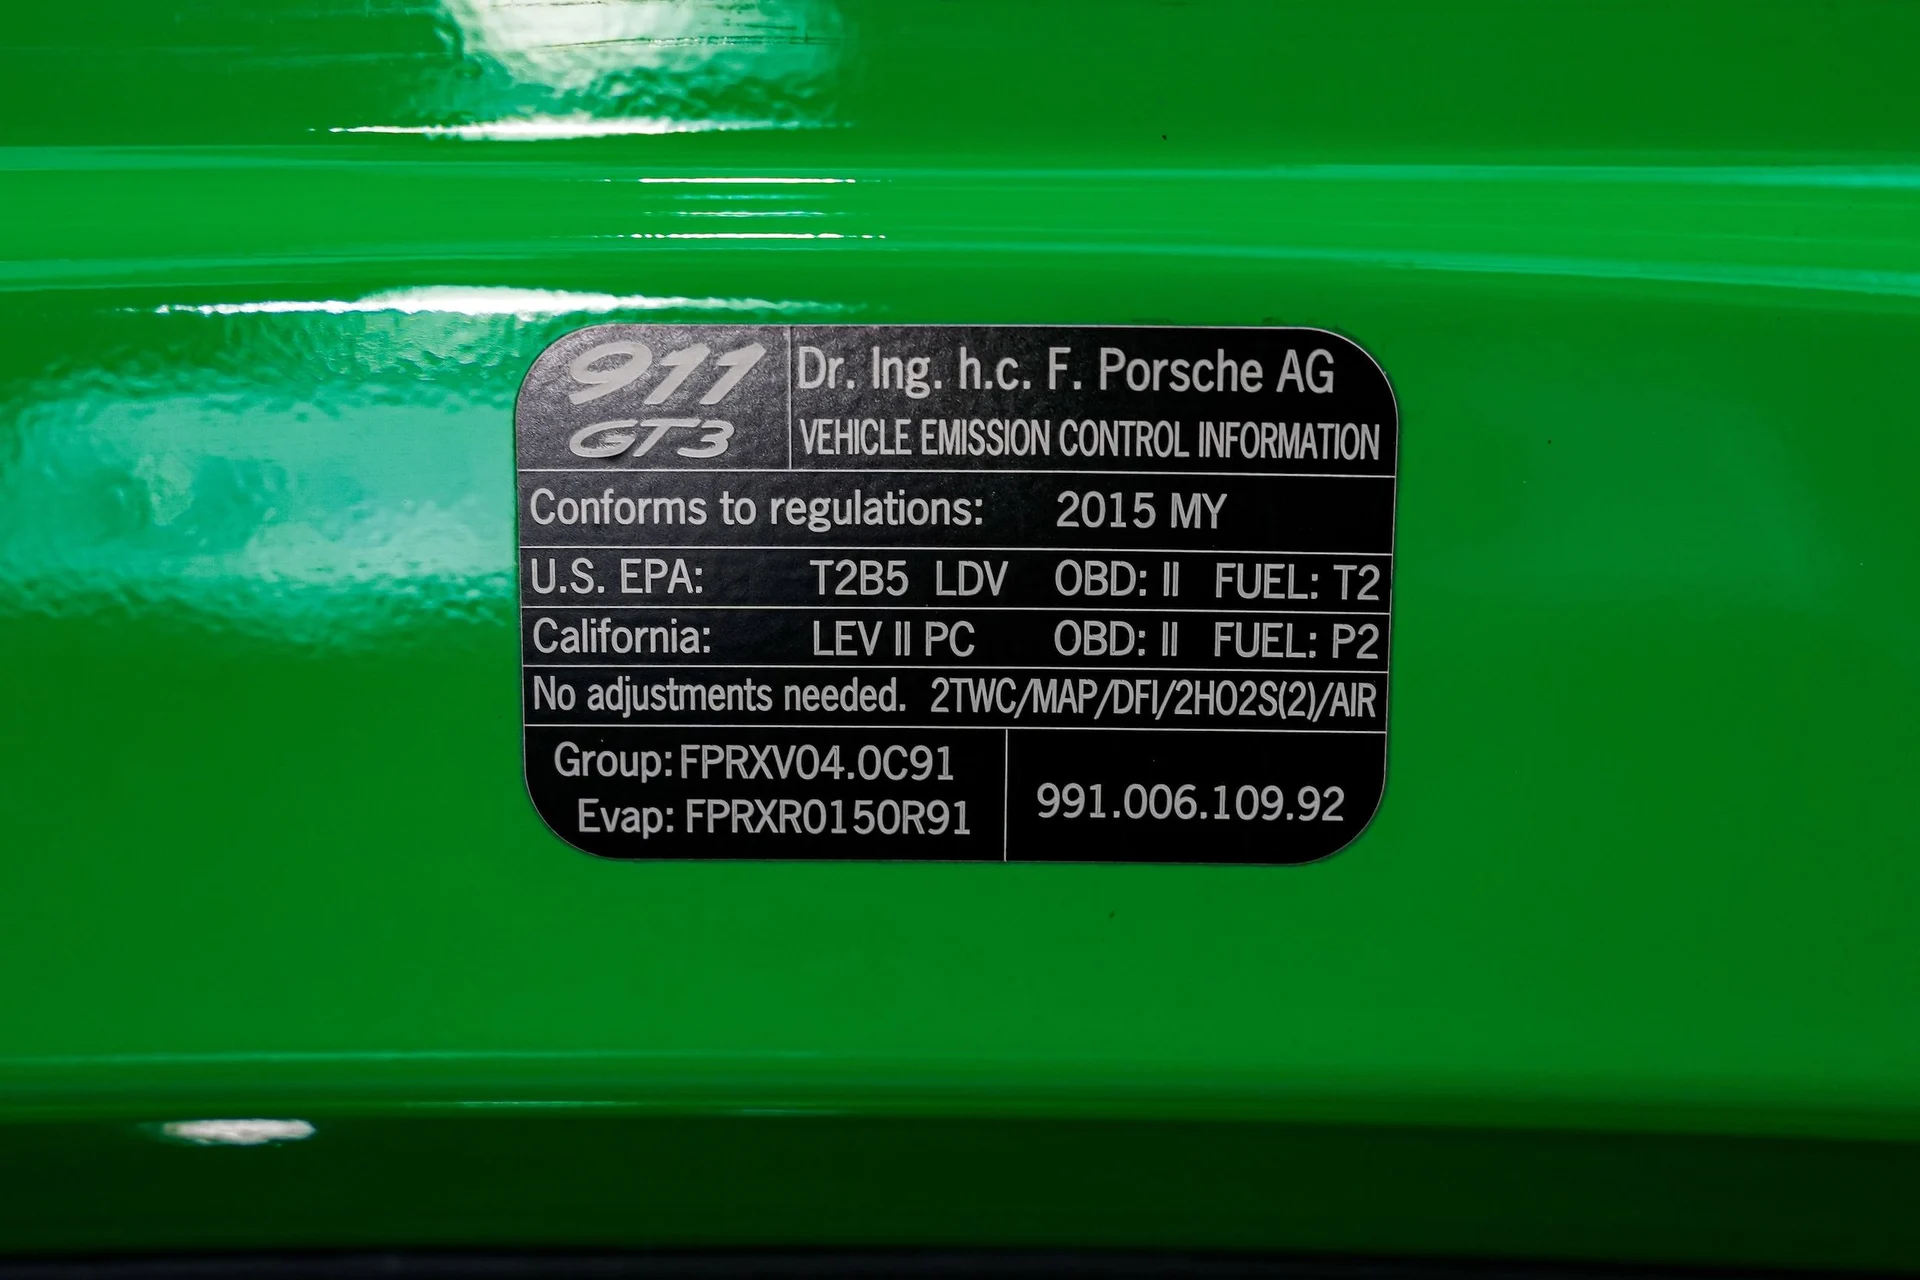 911
GT3
Dr. Ing. h.c. F. Porsche AG
VEHICLE EMISSION CONTROL INFORMATION
Conforms to regulations: 2015 MY
U.S. EPA: T2B5 LDV OBD: II FUEL: T2
California: LEV II PC OBD: II FUEL: P2
No adjustments needed. 2TWC/MAP/DFI/2HO2S(2)/AIR
Group: FPRXV04.0C91
Evap: FPRXR0150R91
991.006.109.92